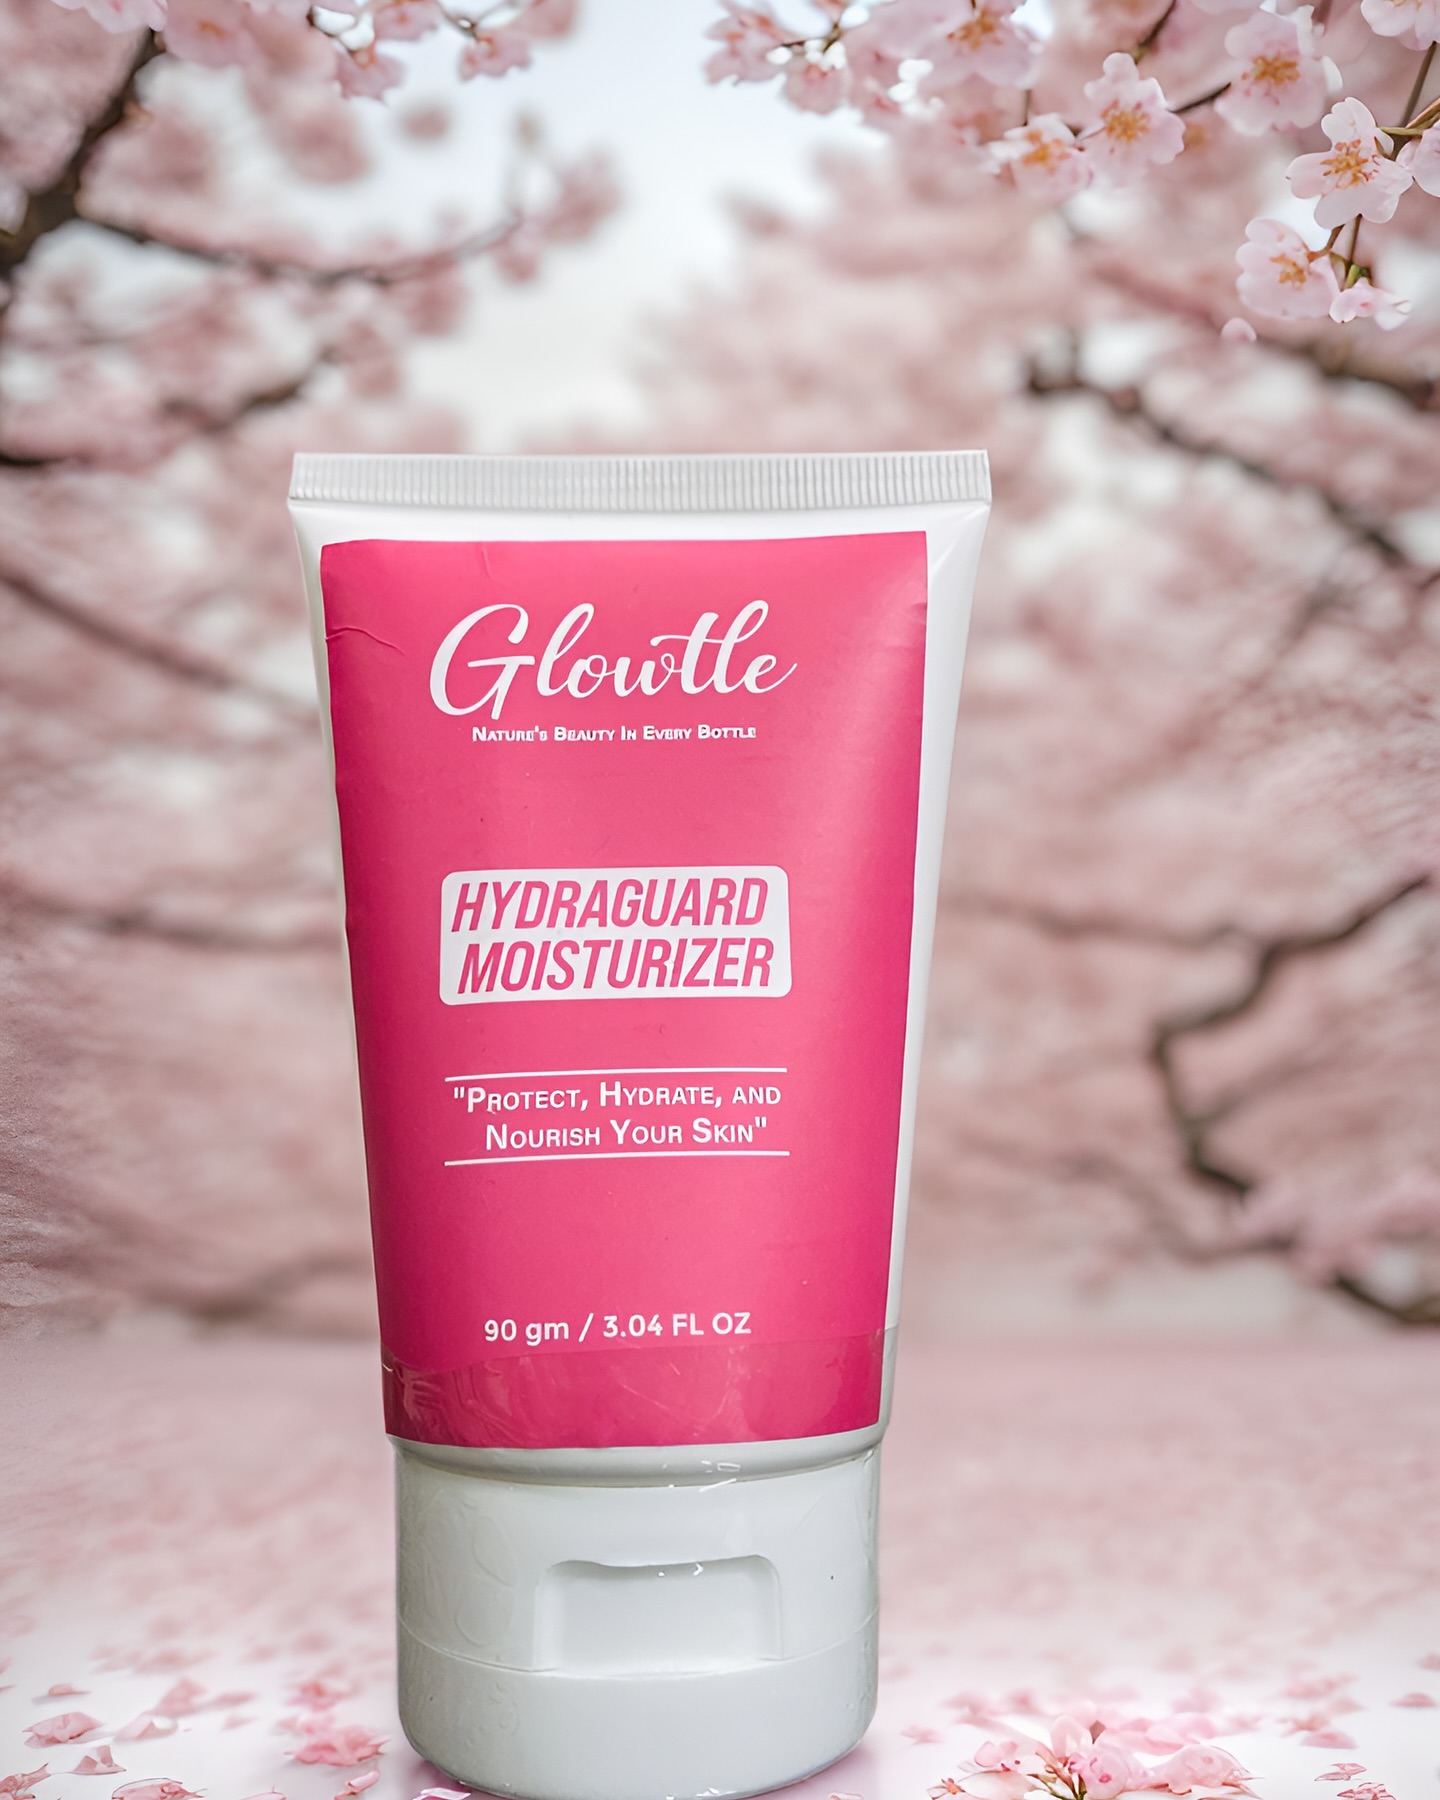 Glowtle
Nature's Beauty In Every Bottle
HYDRAGUARD
MOISTURIZER
"Protect, Hydrate, and
Nourish Your Skin"
90 gm / 3.04 FL OZ